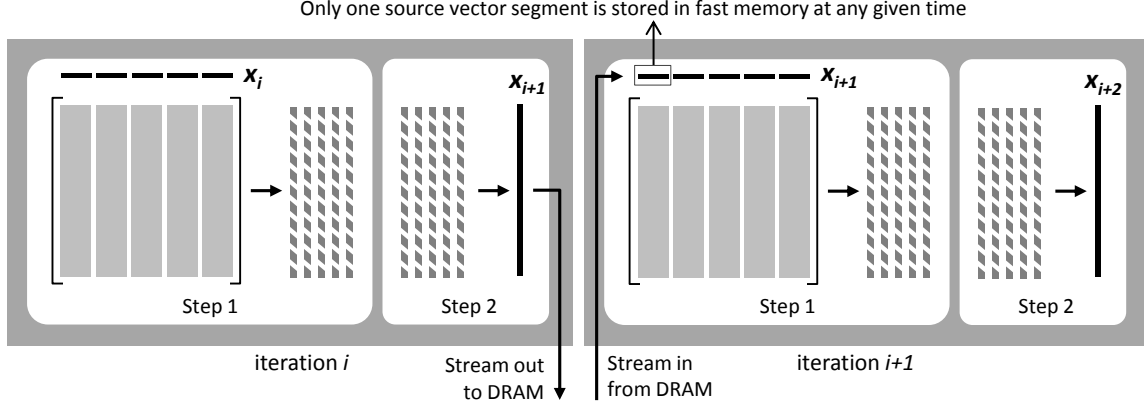 Only one source vector segment is stored in fast memory at any given time
x_i
x_{i+1}
x_{i+1}
x_{i+2}
Step 1
Step 2
Step 1
Step 2
iteration i
Stream out
to DRAM
Stream in
from DRAM
iteration i+1